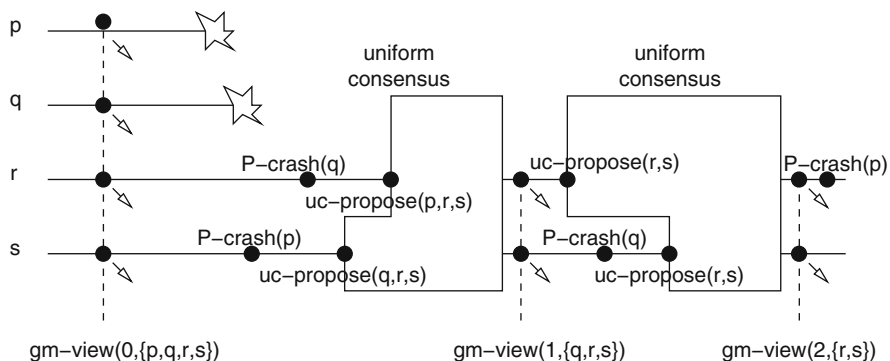 p
uniform
consensus
uniform
consensus
q
P-crash(q)
uc-propose(r,s)
P-crash(p)
r
uc-propose(p,r,s)
P-crash(p)
P-crash(q)
s
uc-propose(q,r,s)
uc-propose(r,s)
gm-view(0,{p,q,r,s})
gm-view(1,{q,r,s})
gm-view(2,{r,s})